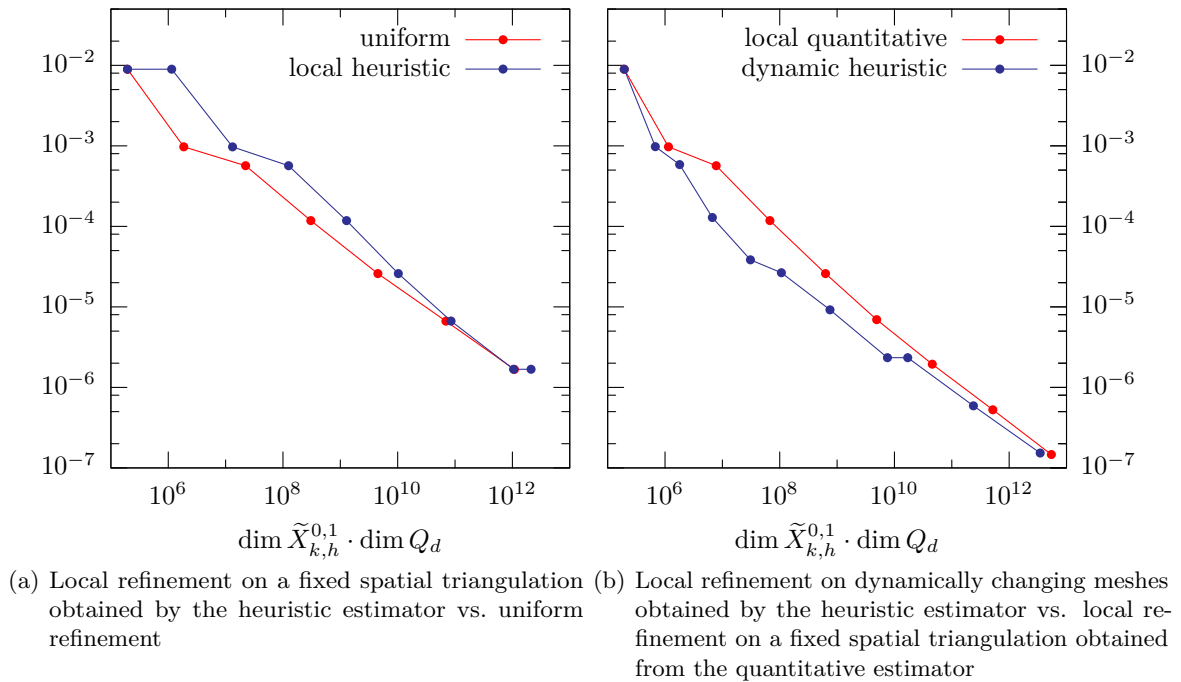 uniform
local heuristic
10^{-2}
10^{-3}
10^{-4}
10^{-5}
10^{-6}
10^{-7}
10^6 10^8 10^{10} 10^{12}
dim X̃^{0,1}_{k,h} · dim Q_d
(a) Local refinement on a fixed spatial triangulation
obtained by the heuristic estimator vs. uniform
refinement
local quantitative
dynamic heuristic
10^{-2}
10^{-3}
10^{-4}
10^{-5}
10^{-6}
10^{-7}
10^6 10^8 10^{10} 10^{12}
dim X̃^{0,1}_{k,h} · dim Q_d
(b) Local refinement on dynamically changing meshes
obtained by the heuristic estimator vs. local re-
finement on a fixed spatial triangulation obtained
from the quantitative estimator